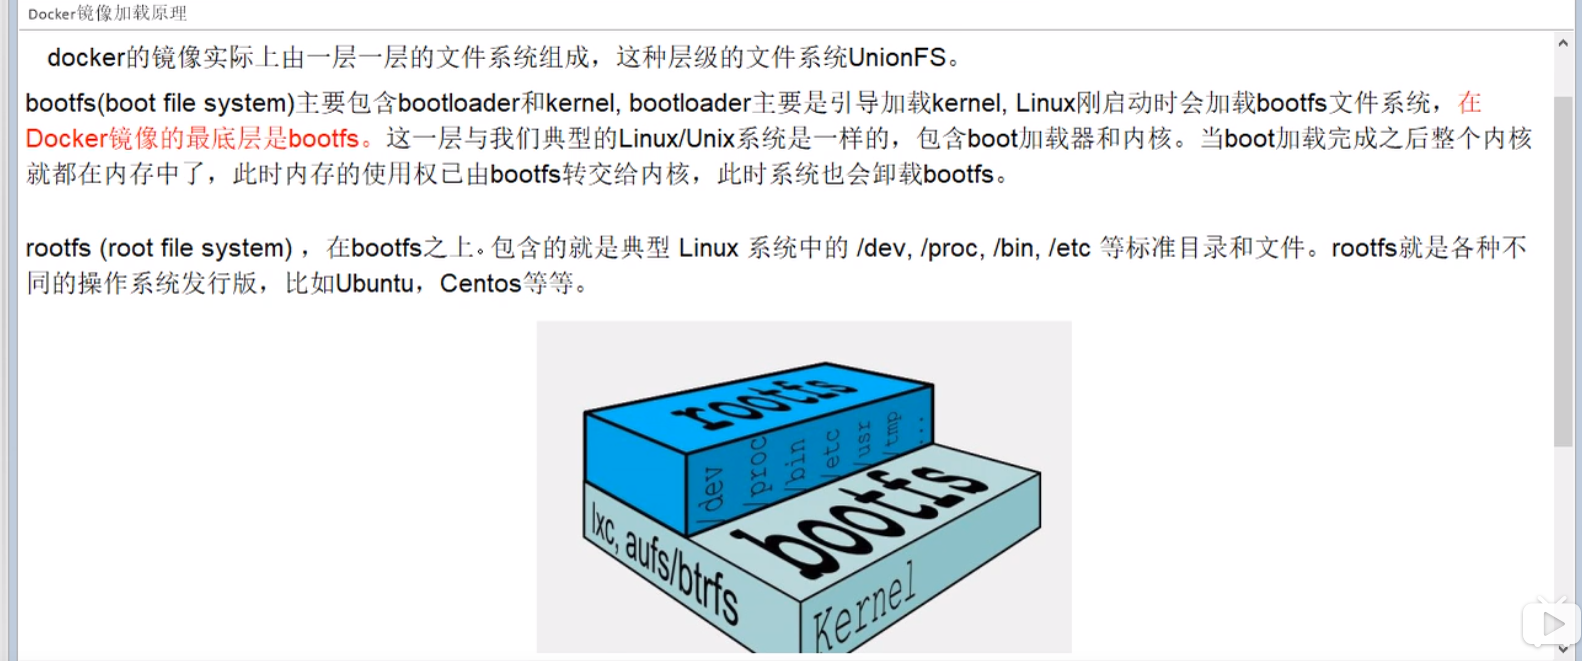 Docker镜像加载原理
docker的镜像实际上由一层一层的文件系统组成，这种层级的文件系统UnionFS。
bootfs(boot file system)主要包含bootloader和kernel, bootloader主要是引导加载kernel, Linux刚启动时会加载bootfs文件系统，在
Docker镜像的最底层是bootfs。这一层与我们典型的Linux/Unix系统是一样的，包含boot加载器和内核。当boot加载完成之后整个内核
就都在内存中了，此时内存的使用权已由bootfs转交给内核，此时系统也会卸载bootfs。
rootfs (root file system) ，在bootfs之上。包含的就是典型 Linux 系统中的 /dev, /proc, /bin, /etc 等标准目录和文件。rootfs就是各种不
同的操作系统发行版，比如Ubuntu，Centos等等。
rootfs
/dev
/proc
/bin
/etc
/usr
/tmp
...
bootfs
lxc, aufs/btrfs
Kernel